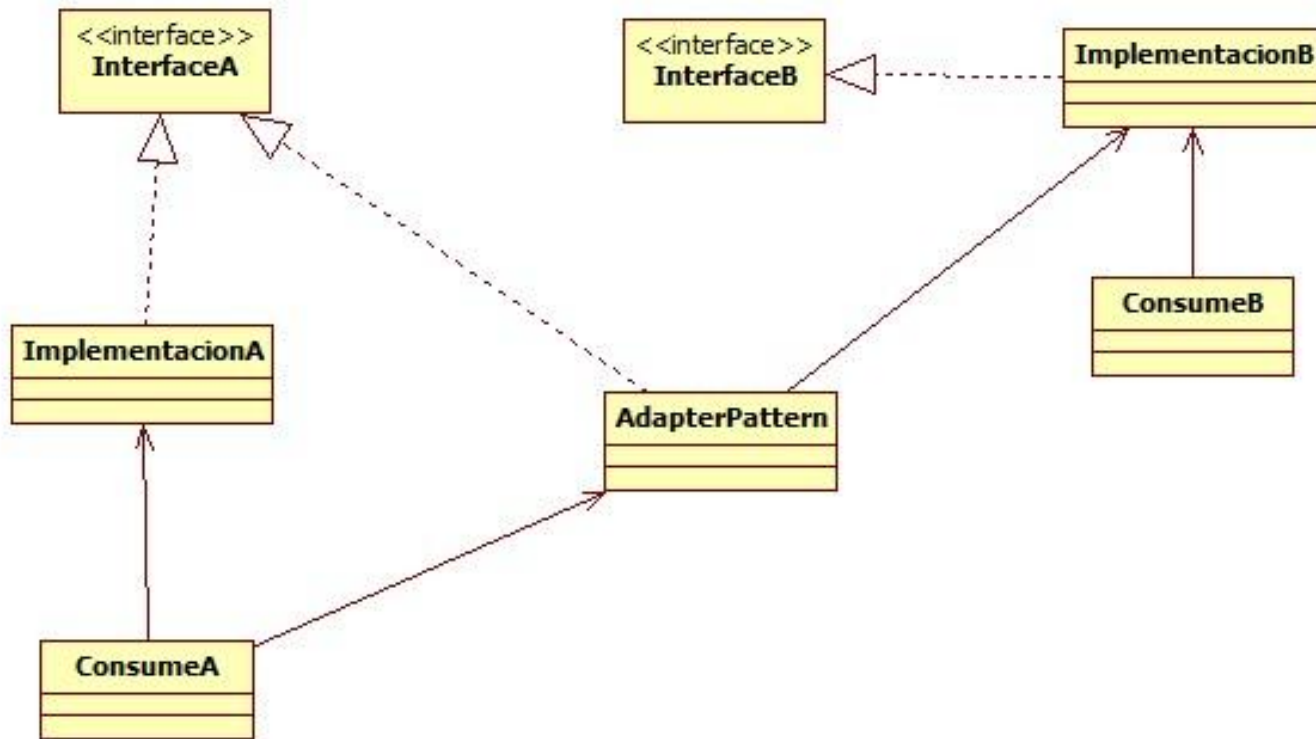 <<interface>>
InterfaceA
<<interface>>
InterfaceB
ImplementacionB
ConsumeB
ImplementacionA
AdapterPattern
ConsumeA